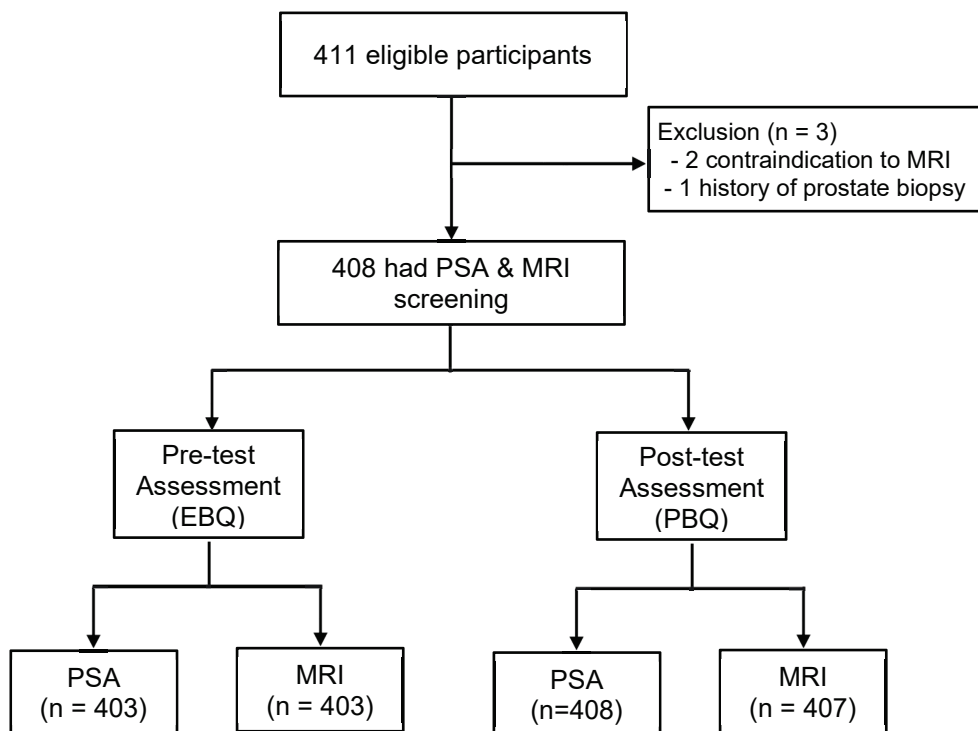 411 eligible participants
Exclusion (n = 3)
- 2 contraindication to MRI
- 1 history of prostate biopsy
408 had PSA & MRI
screening
Pre-test
Assessment
(EBQ)
Post-test
Assessment
(PBQ)
PSA
(n = 403)
MRI
(n = 403)
PSA
(n=408)
MRI
(n = 407)